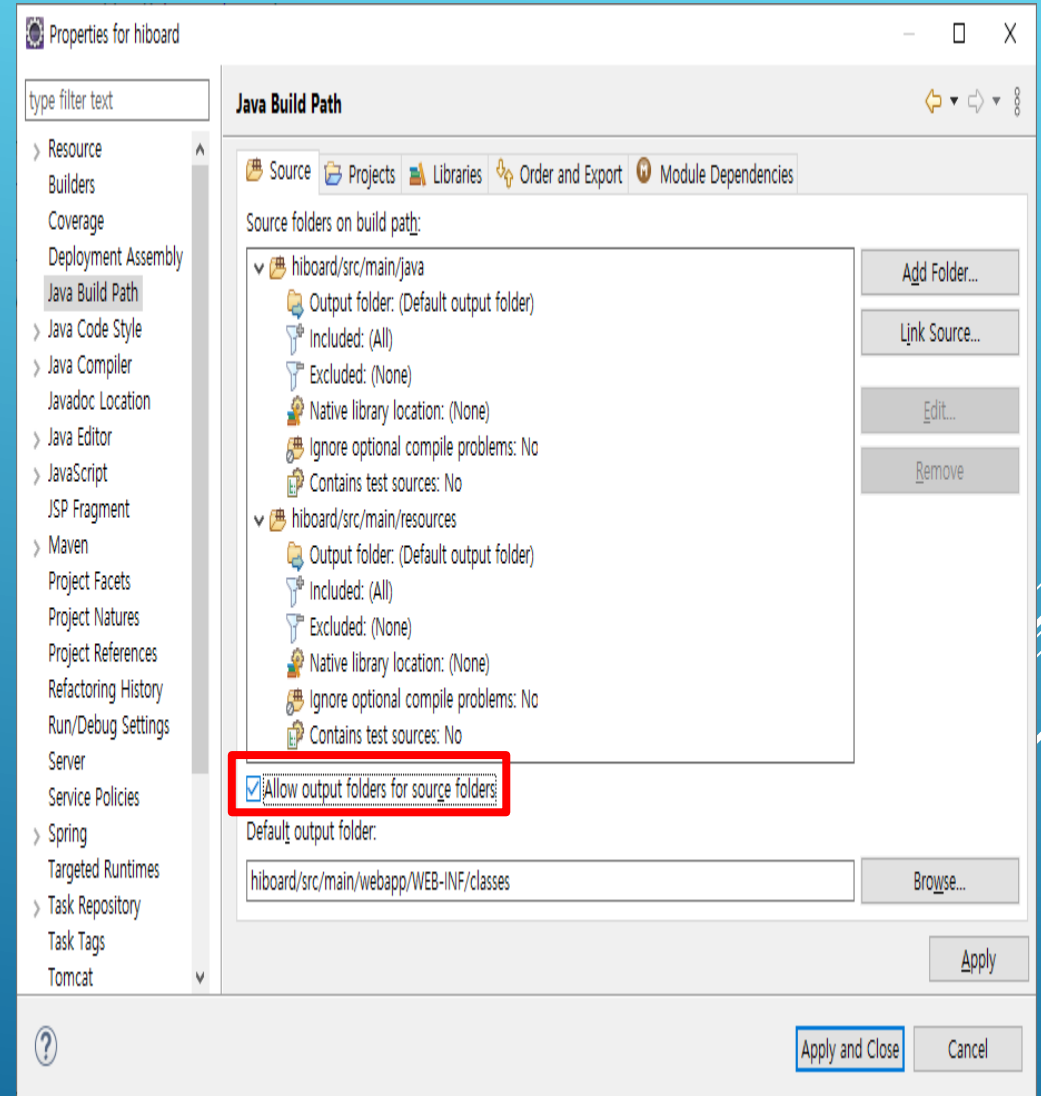 Properties for hiboard
type filter text
Resource
Builders
Coverage
Deployment Assembly
Java Build Path
Java Code Style
Java Compiler
Javadoc Location
Java Editor
JavaScript
JSP Fragment
Maven
Project Facets
Project Natures
Project References
Refactoring History
Run/Debug Settings
Server
Service Policies
Spring
Targeted Runtimes
Task Repository
Task Tags
Tomcat
Java Build Path
Source Projects Libraries Order and Export Module Dependencies
Source folders on build path:
hiboard/src/main/java
Output folder: (Default output folder)
Included: (All)
Excluded: (None)
Native library location: (None)
Ignore optional compile problems: No
Contains test sources: No
hiboard/src/main/resources
Output folder: (Default output folder)
Included: (All)
Excluded: (None)
Native library location: (None)
Ignore optional compile problems: No
Contains test sources: No
Add Folder...
Link Source...
Edit...
Remove
Allow output folders for source folders
Default output folder:
hiboard/src/main/webapp/WEB-INF/classes
Browse...
Apply
Apply and Close Cancel